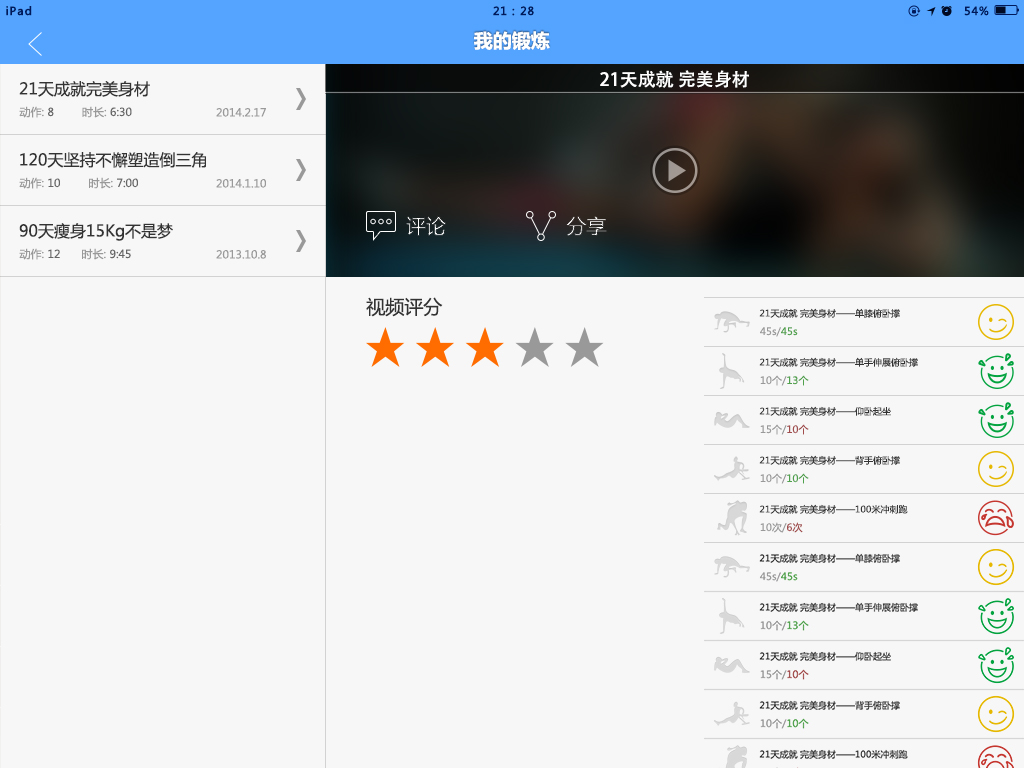 iPad
21 : 28
54%
我的锻炼
21天成就完美身材
动作: 8 时长: 6:30 2014.2.17
120天坚持不懈塑造倒三角
动作: 10 时长: 7:00 2014.1.10
90天瘦身15Kg不是梦
动作: 12 时长: 9:45 2013.10.8
21天成就 完美身材
评论 分享
视频评分
21天成就 完美身材——单膝俯卧撑
45s/45s
21天成就 完美身材——单手伸展俯卧撑
10个/13个
21天成就 完美身材——仰卧起坐
15个/10个
21天成就 完美身材——背手俯卧撑
10个/10个
21天成就 完美身材——100米冲刺跑
10次/6次
21天成就 完美身材——单膝俯卧撑
45s/45s
21天成就 完美身材——单手伸展俯卧撑
10个/13个
21天成就 完美身材——仰卧起坐
15个/10个
21天成就 完美身材——背手俯卧撑
10个/10个
21天成就 完美身材——100米冲刺跑